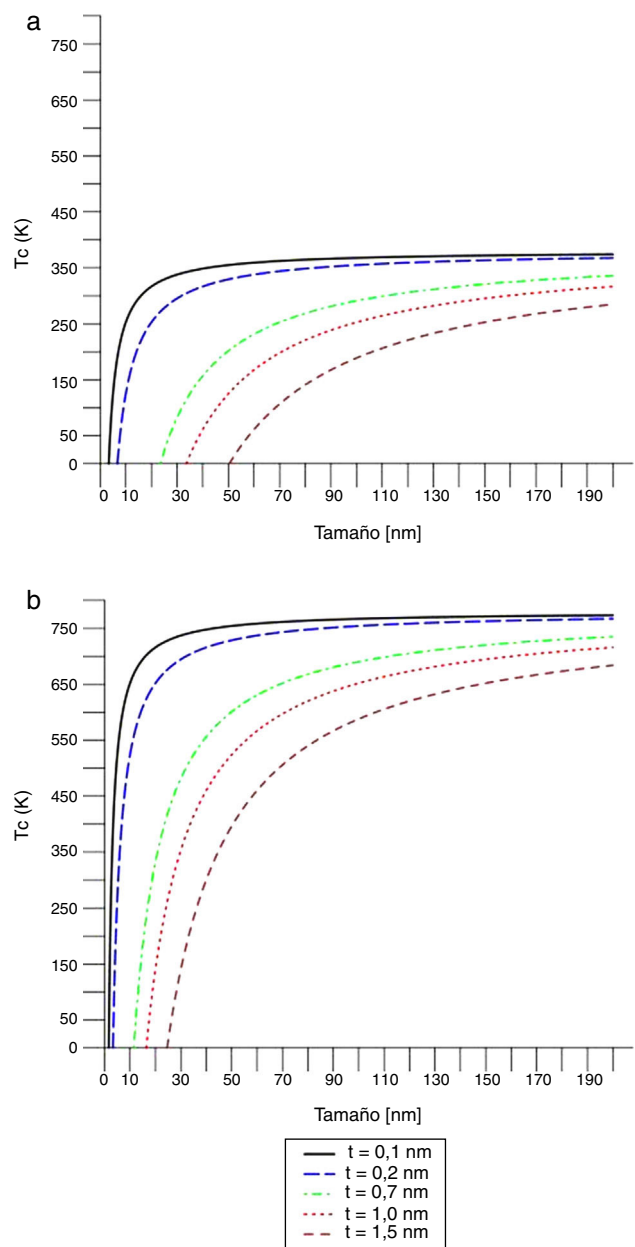 a
750
650
550
450
350
250
150
50
0
Tc (K)
0 10 30 50 70 90 110 130 150 170 190
Tamaño [nm]
b
750
650
550
450
350
250
150
50
0
Tc (K)
0 10 30 50 70 90 110 130 150 170 190
Tamaño [nm]
t = 0,1 nm
t = 0,2 nm
t = 0,7 nm
t = 1,0 nm
t = 1,5 nm